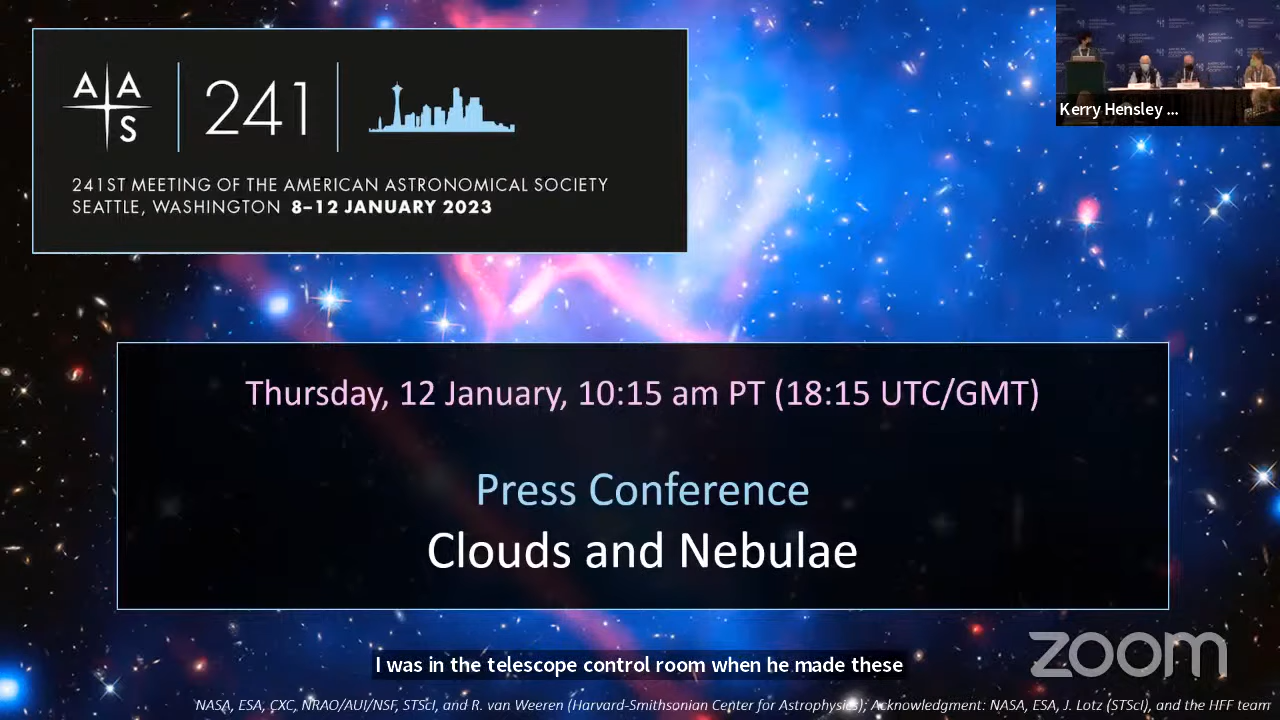 AAS
241
241ST MEETING OF THE AMERICAN ASTRONOMICAL SOCIETY
SEATTLE, WASHINGTON 8–12 JANUARY 2023
Kerry Hensley ...
Thursday, 12 January, 10:15 am PT (18:15 UTC/GMT)
Press Conference
Clouds and Nebulae
zoom
I was in the telescope control room when he made these
NASA, ESA, CXC, NRAO/AUI/NSF, STScI, and R. van Weeren (Harvard-Smithsonian Center for Astrophysics); Acknowledgment: NASA, ESA, J. Lotz (STScI), and the HFF team